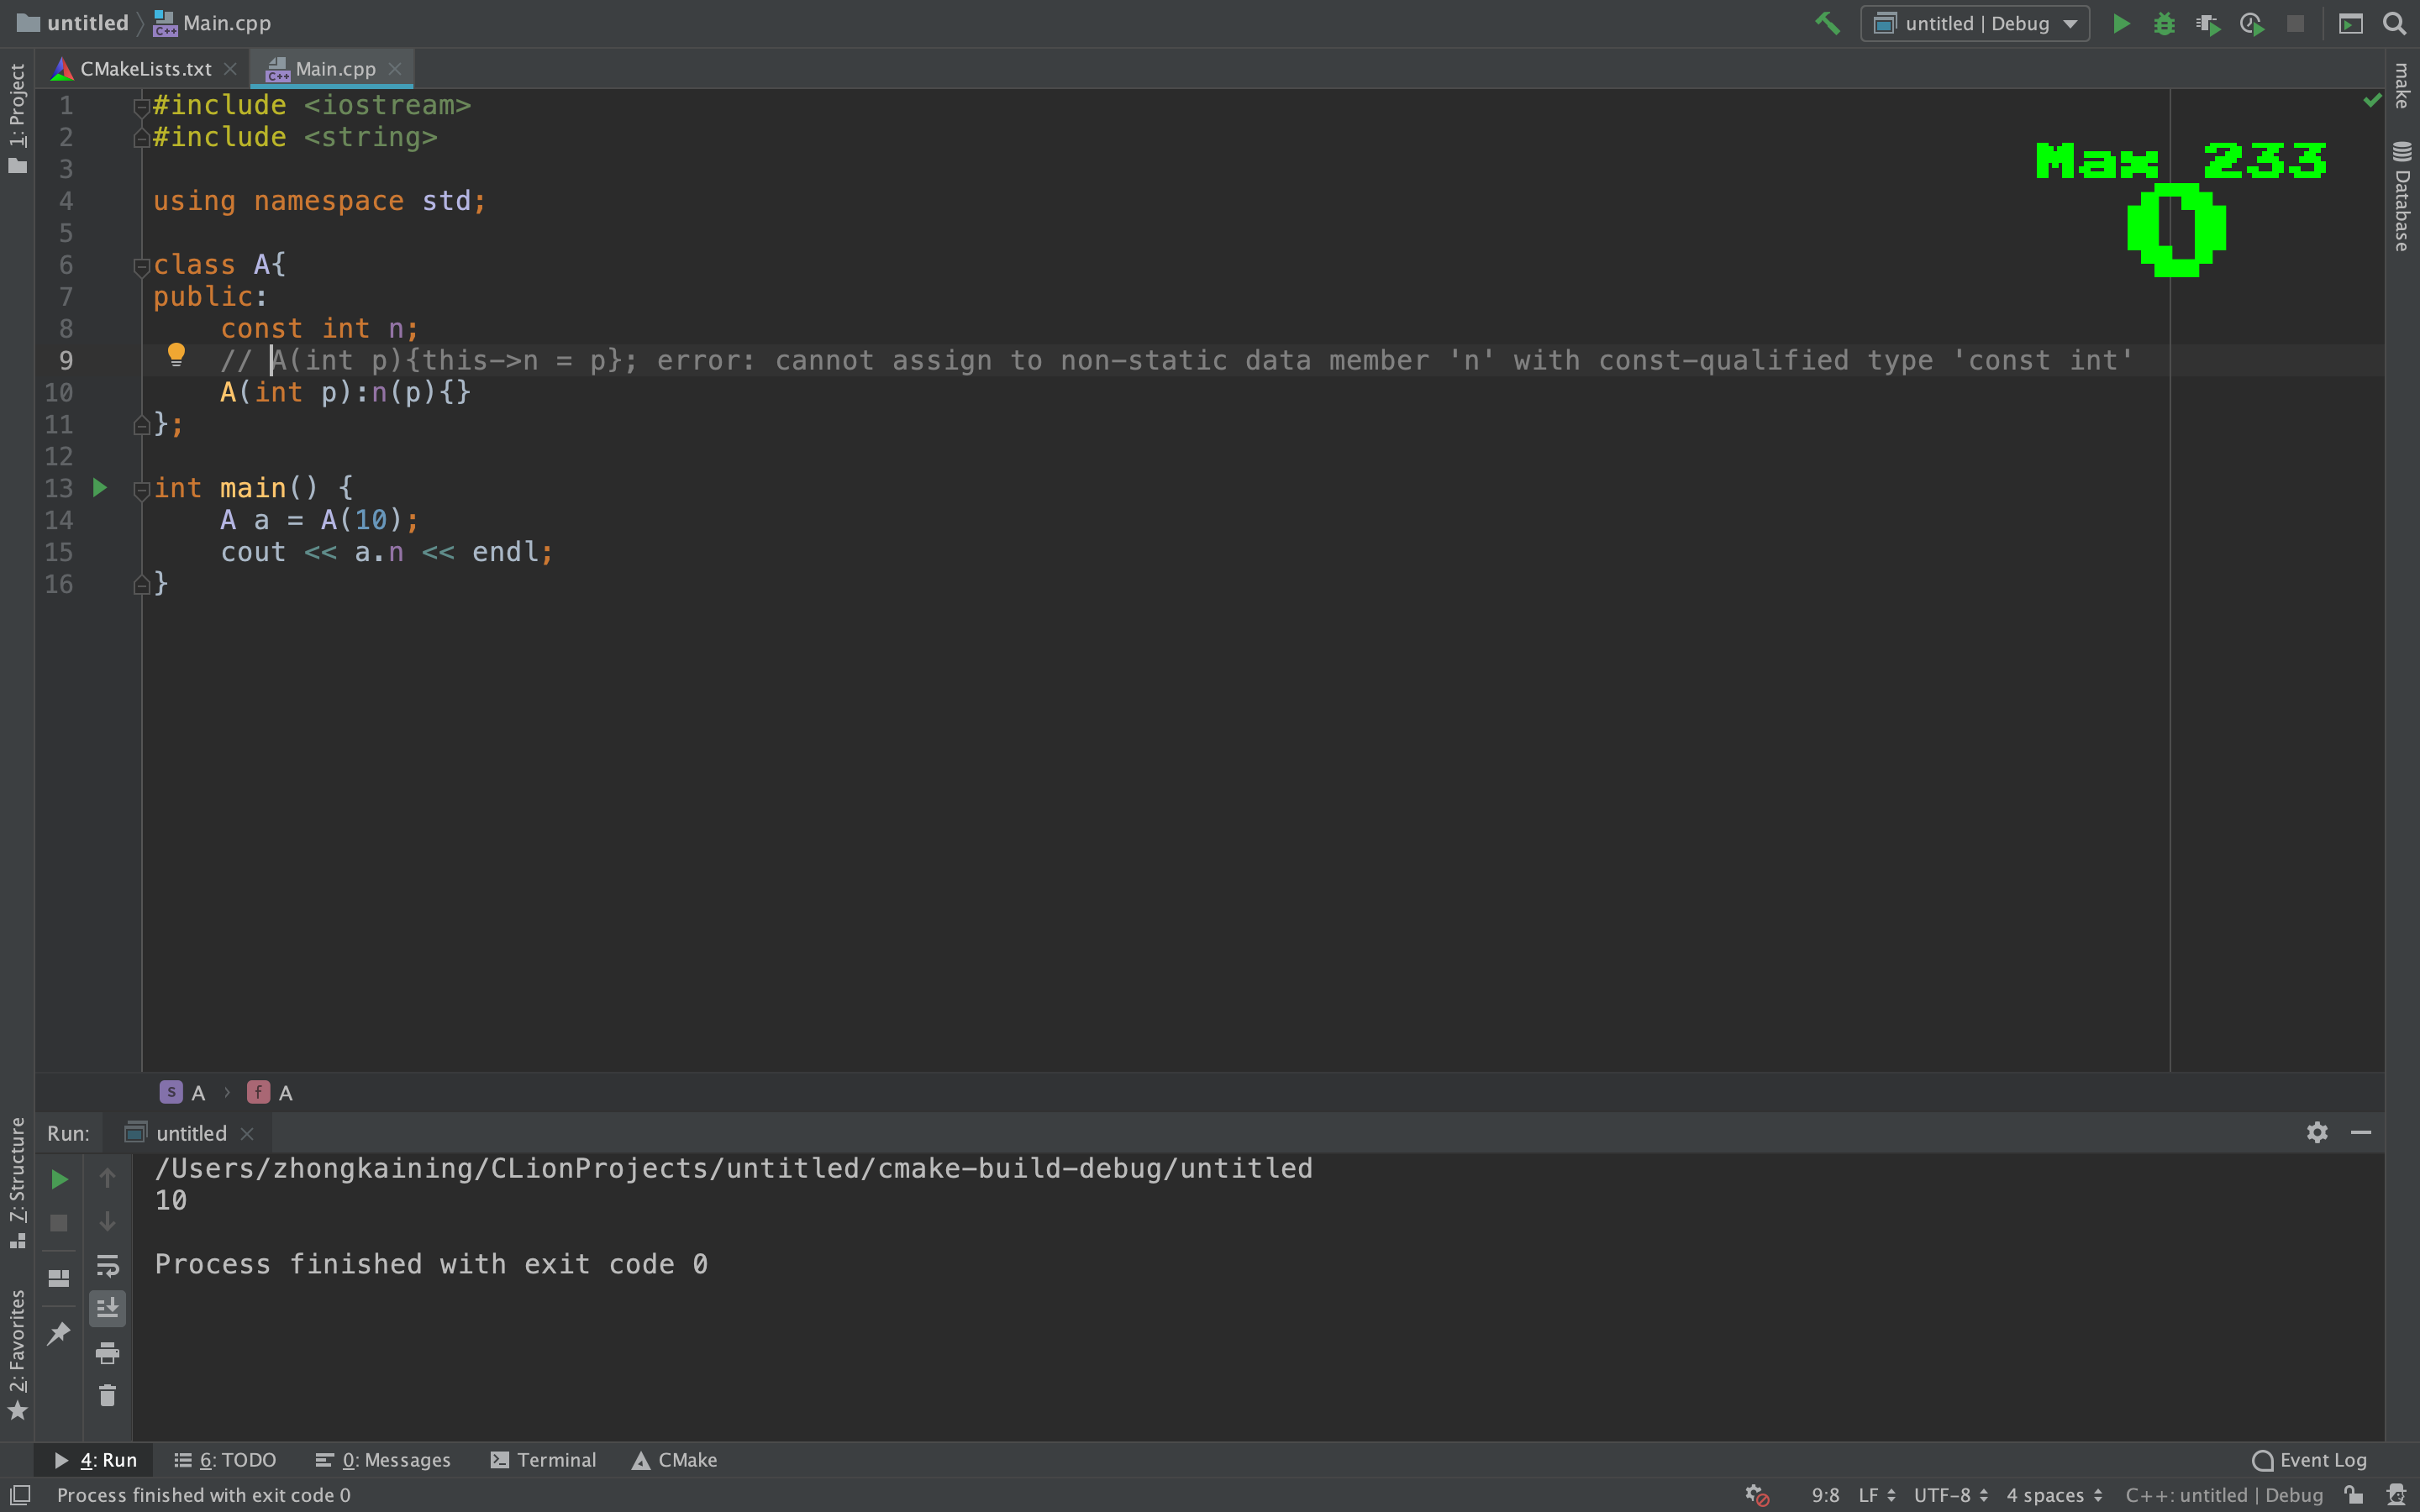 untitled Main.cpp untitled | Debug
CMakeLists.txt Main.cpp
1: Project
make
Database
Max 233
0
1 #include <iostream>
2 #include <string>
3
4 using namespace std;
5
6 class A{
7 public:
8     const int n;
9     // A(int p){this->n = p}; error: cannot assign to non-static data member 'n' with const-qualified type 'const int'
10     A(int p):n(p){}
11 };
12
13 int main() {
14     A a = A(10);
15     cout << a.n << endl;
16 }
s A › f A
7: Structure
2: Favorites
Run: untitled
/Users/zhongkaining/CLionProjects/untitled/cmake-build-debug/untitled
10
Process finished with exit code 0
4: Run 6: TODO 0: Messages Terminal CMake Event Log
Process finished with exit code 0 9:8 LF UTF-8 4 spaces C++: untitled | Debug